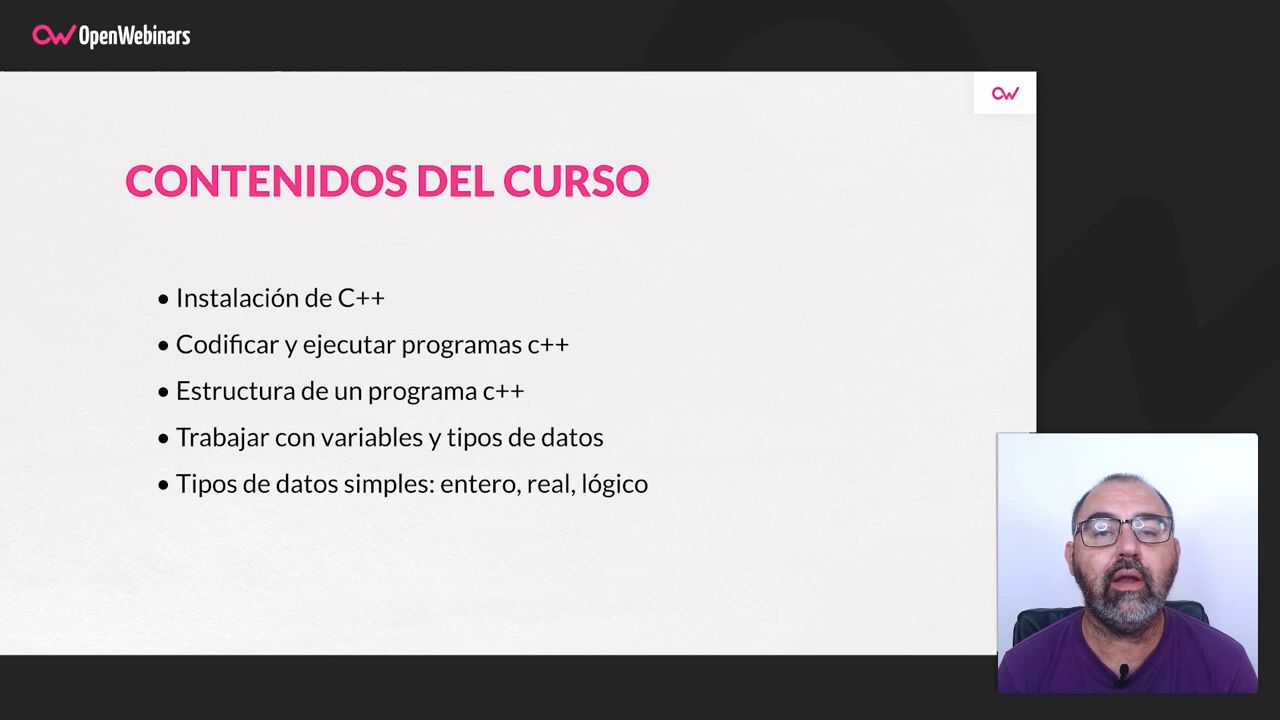 OpenWebinars
CONTENIDOS DEL CURSO
• Instalación de C++
• Codificar y ejecutar programas c++
• Estructura de un programa c++
• Trabajar con variables y tipos de datos
• Tipos de datos simples: entero, real, lógico